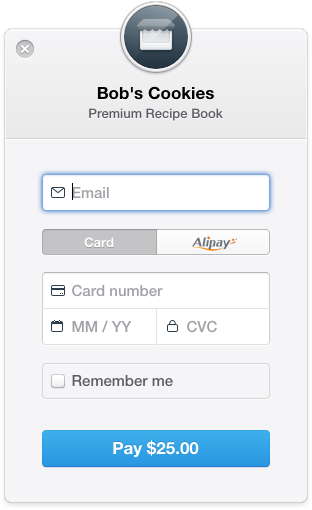 Bob's Cookies
Premium Recipe Book
Email
Card Alipay
Card number
MM / YY CVC
Remember me
Pay $25.00